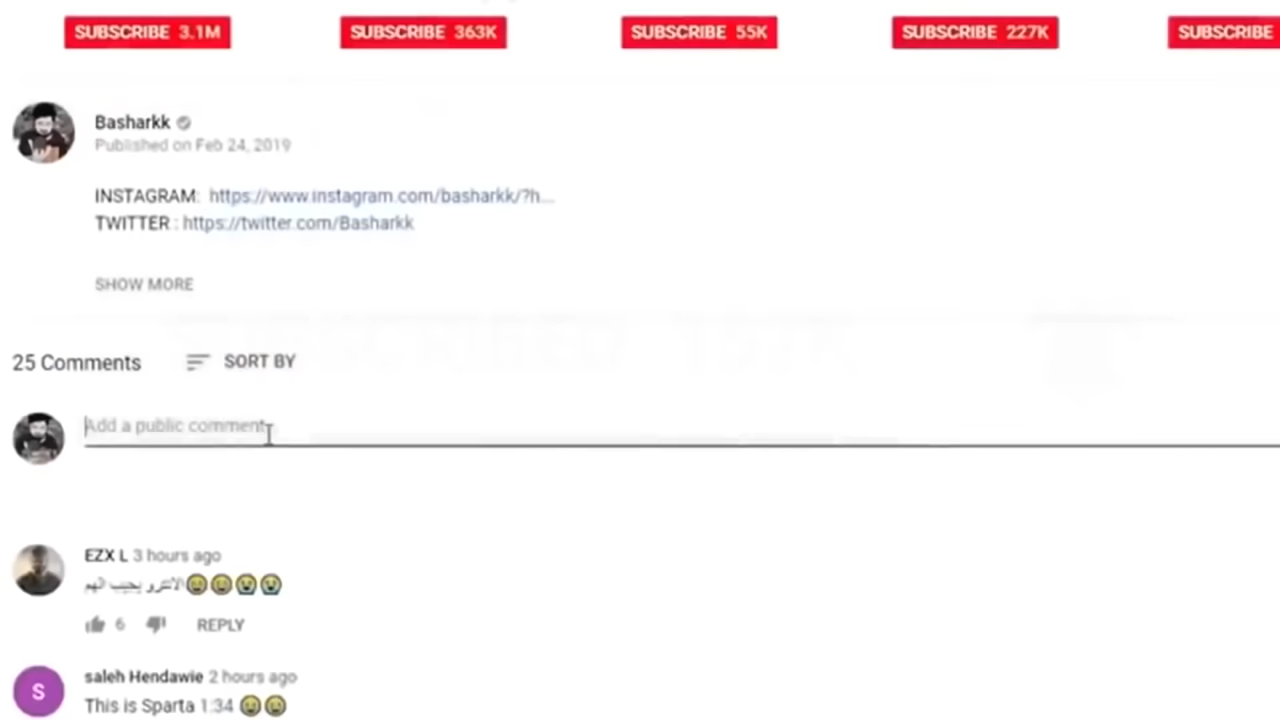 SUBSCRIBE 3.1M SUBSCRIBE 363K SUBSCRIBE 55K SUBSCRIBE 227K SUBSCRIBE
Basharkk
Published on Feb 24, 2019
INSTAGRAM: https://www.instagram.com/basharkk/?h...
TWITTER : https://twitter.com/Basharkk
SHOW MORE
25 Comments SORT BY
Add a public comment...
EZX L 3 hours ago
الانترو يجيب الهم😂😂😭😭
6 REPLY
S
saleh Hendawie 2 hours ago
This is Sparta 1:34 😂😂